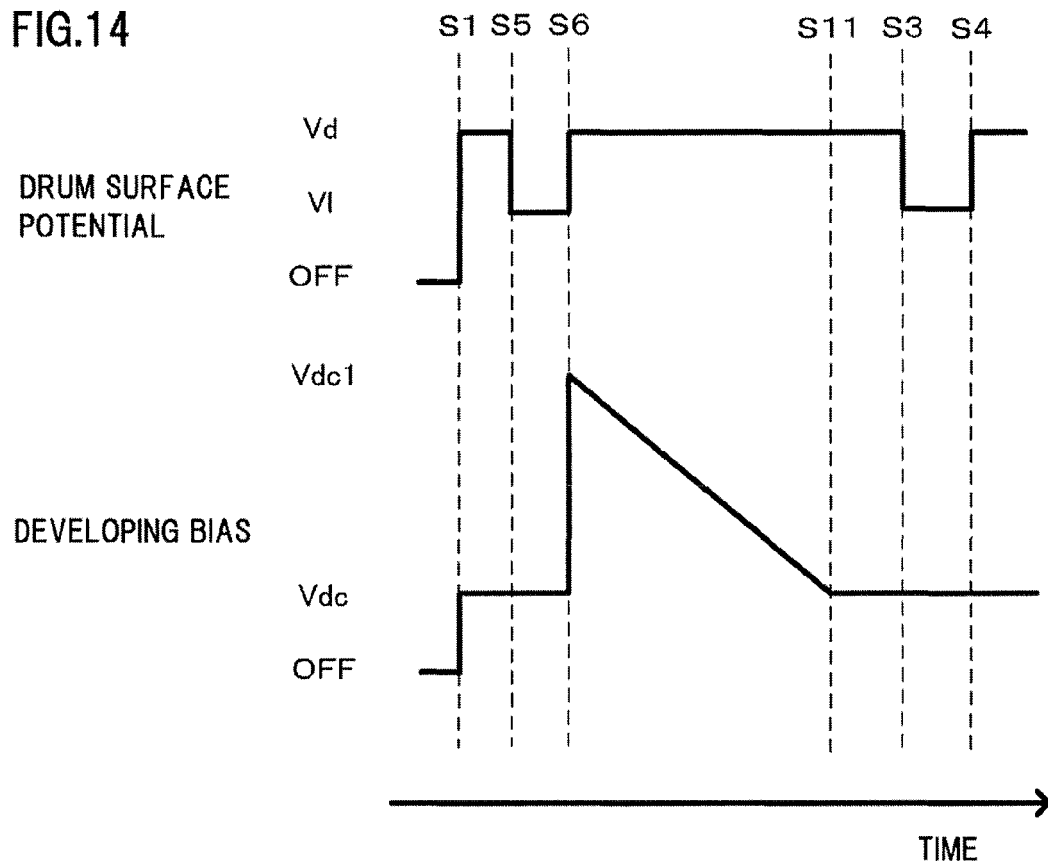 FIG.14
S1 S5 S6 S11 S3 S4
Vd
DRUM SURFACE
POTENTIAL
Vl
OFF
Vdc1
DEVELOPING BIAS
Vdc
OFF
TIME